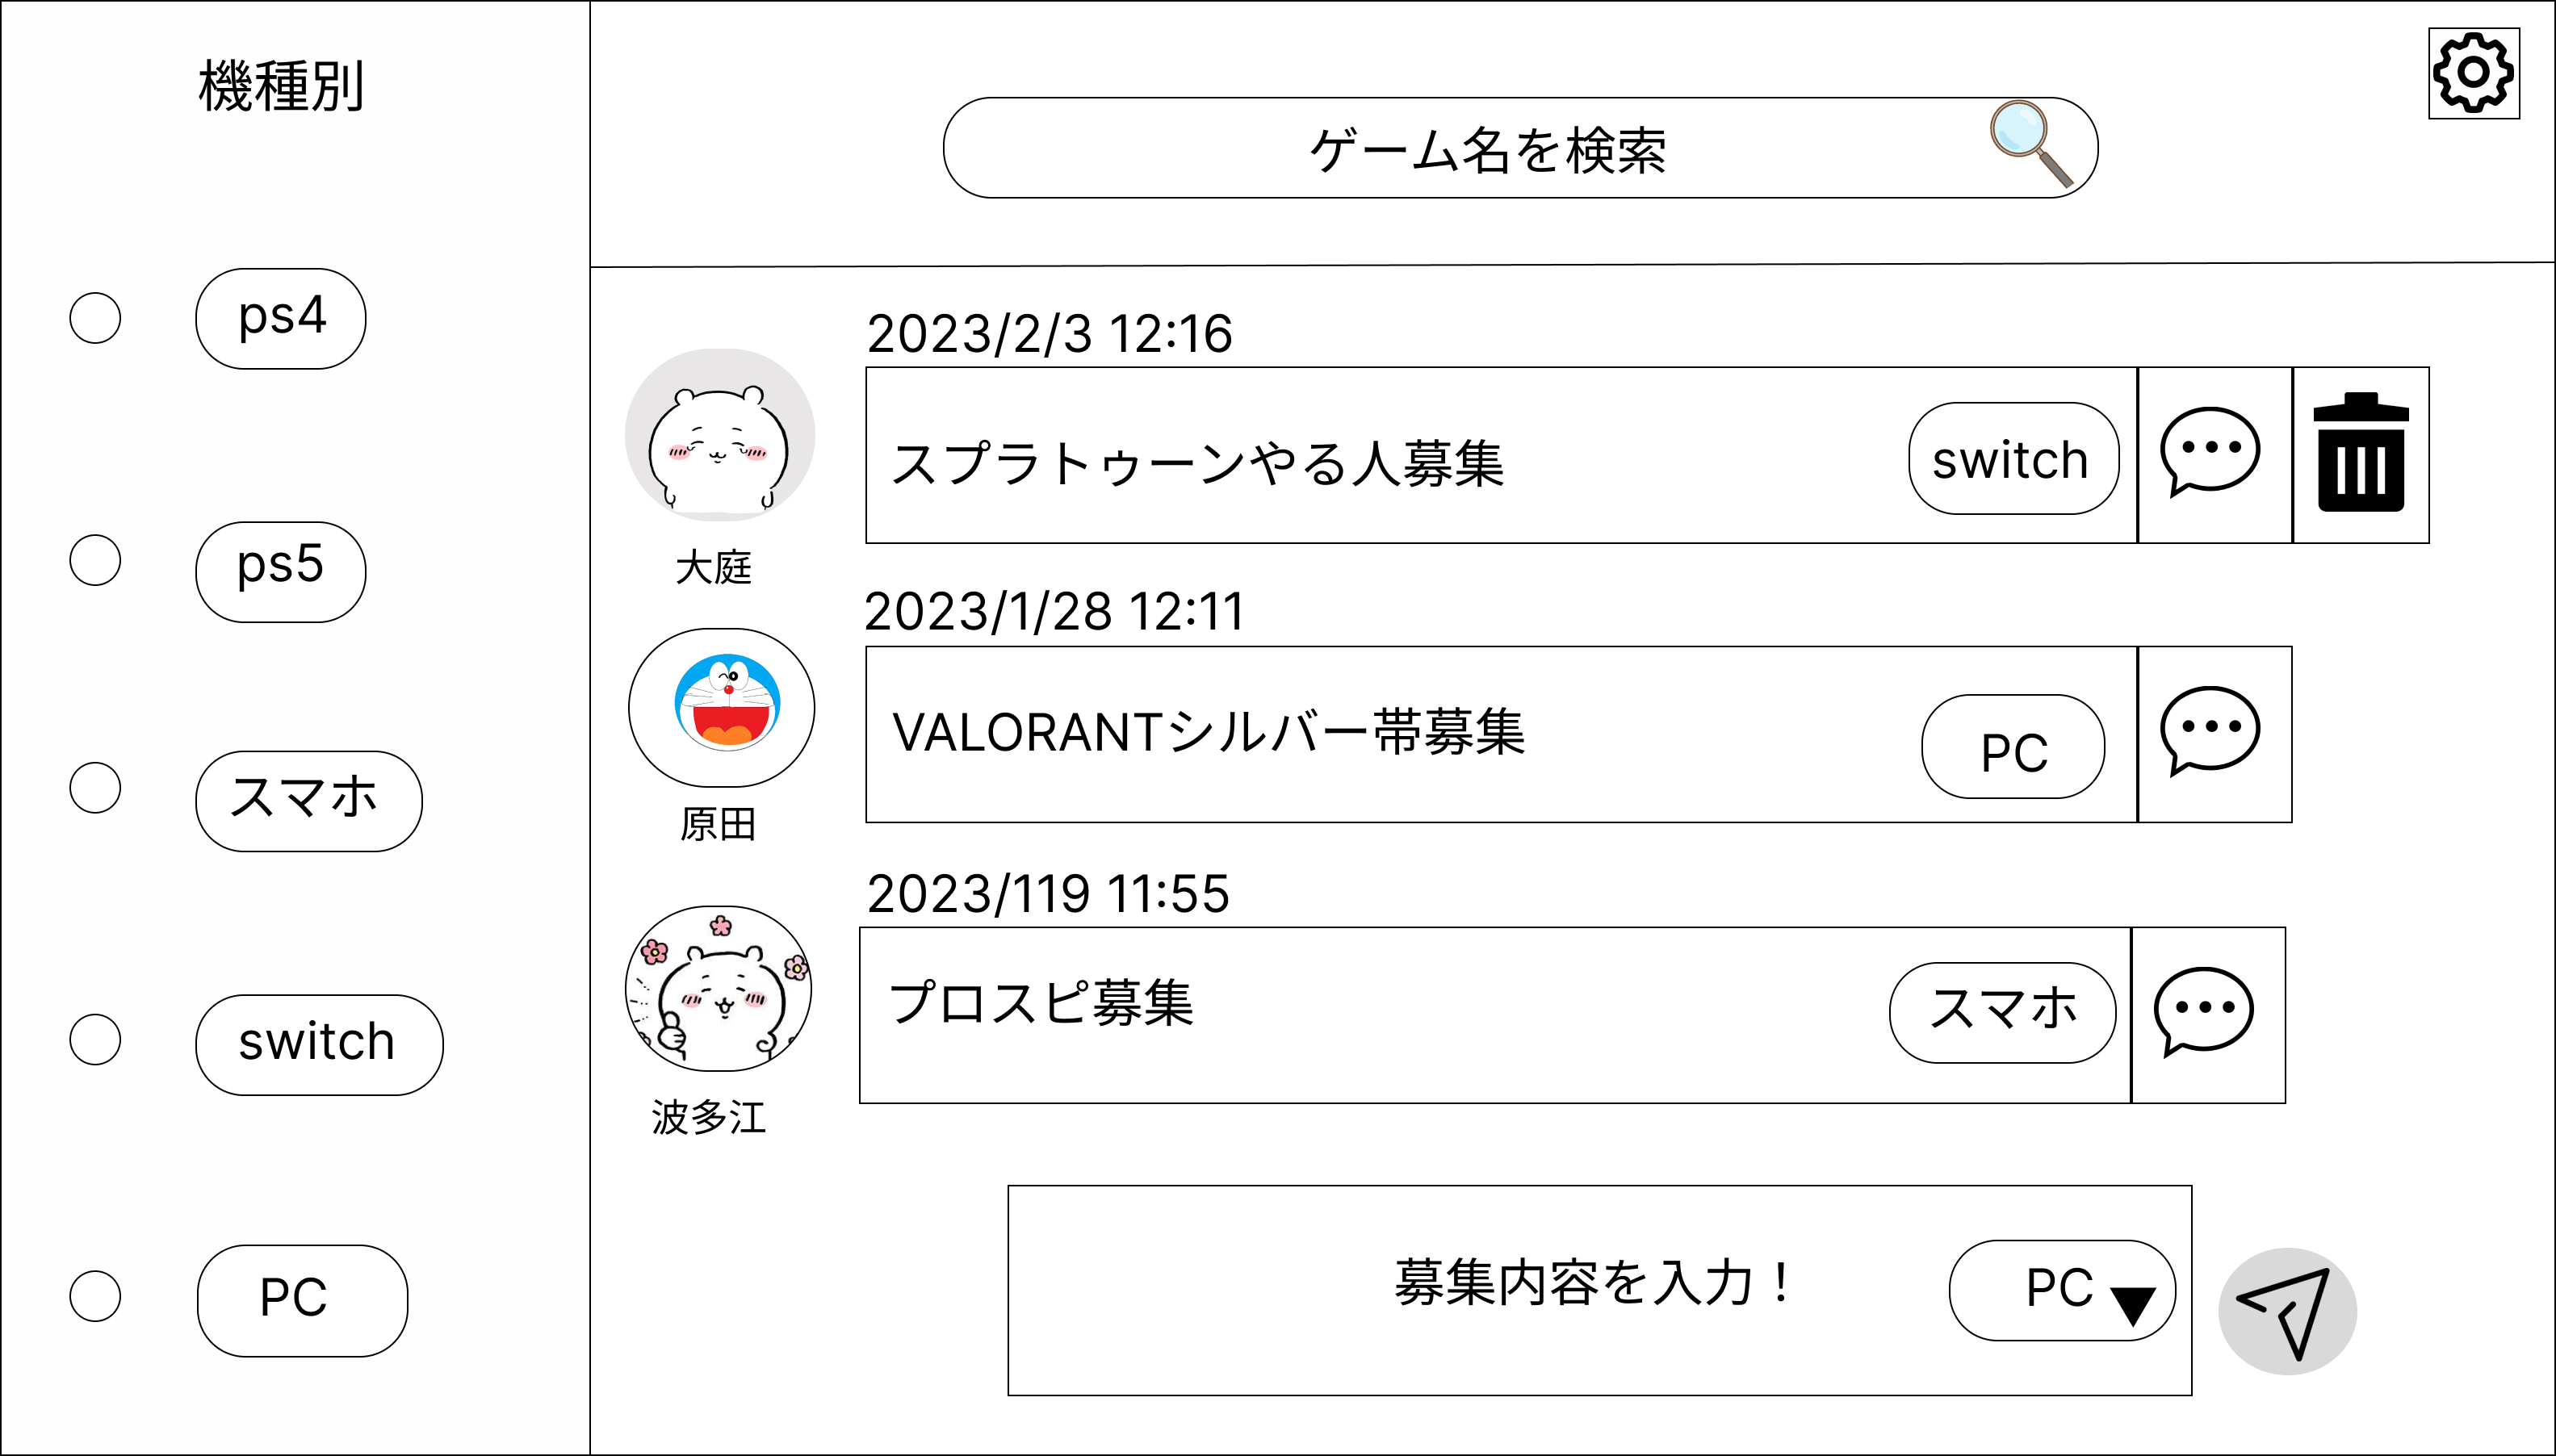 機種別
ps4
ps5
スマホ
switch
PC
ゲーム名を検索
2023/2/3 12:16
スプラトゥーンやる人募集
switch
大庭
2023/1/28 12:11
VALORANTシルバー帯募集
PC
原田
2023/119 11:55
プロスピ募集
スマホ
波多江
募集内容を入力！
PC